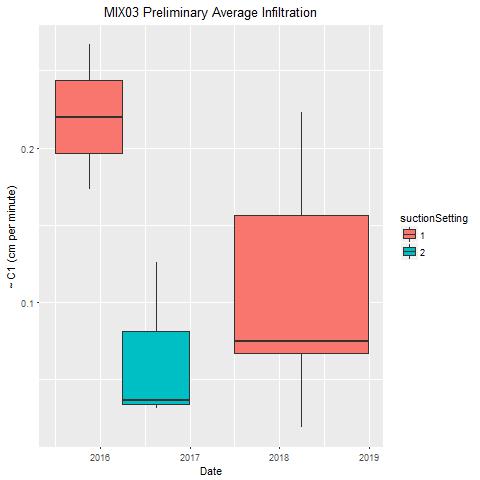 MIX03 Preliminary Average Infiltration
~ C1 (cm per minute)
0.2
0.1
2016 2017 2018 2019
Date
suctionSetting
1
2